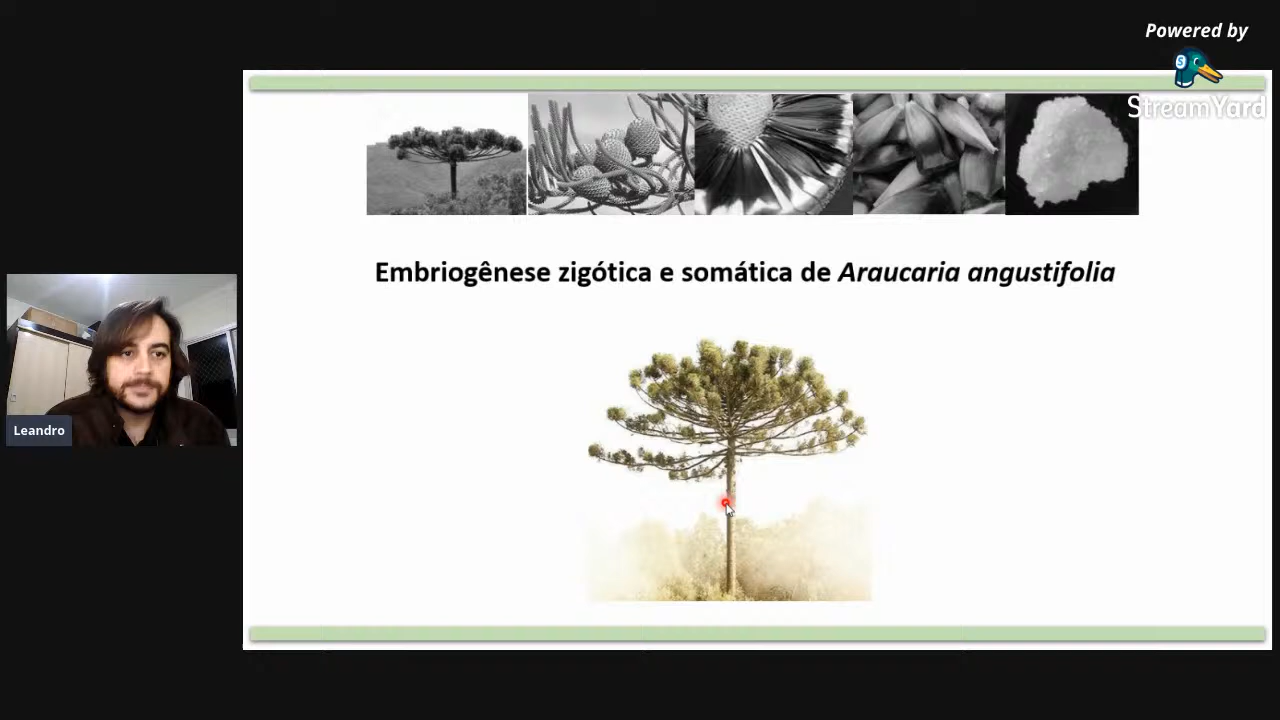 Powered by
StreamYard
Embriogênese zigótica e somática de Araucaria angustifolia
Leandro